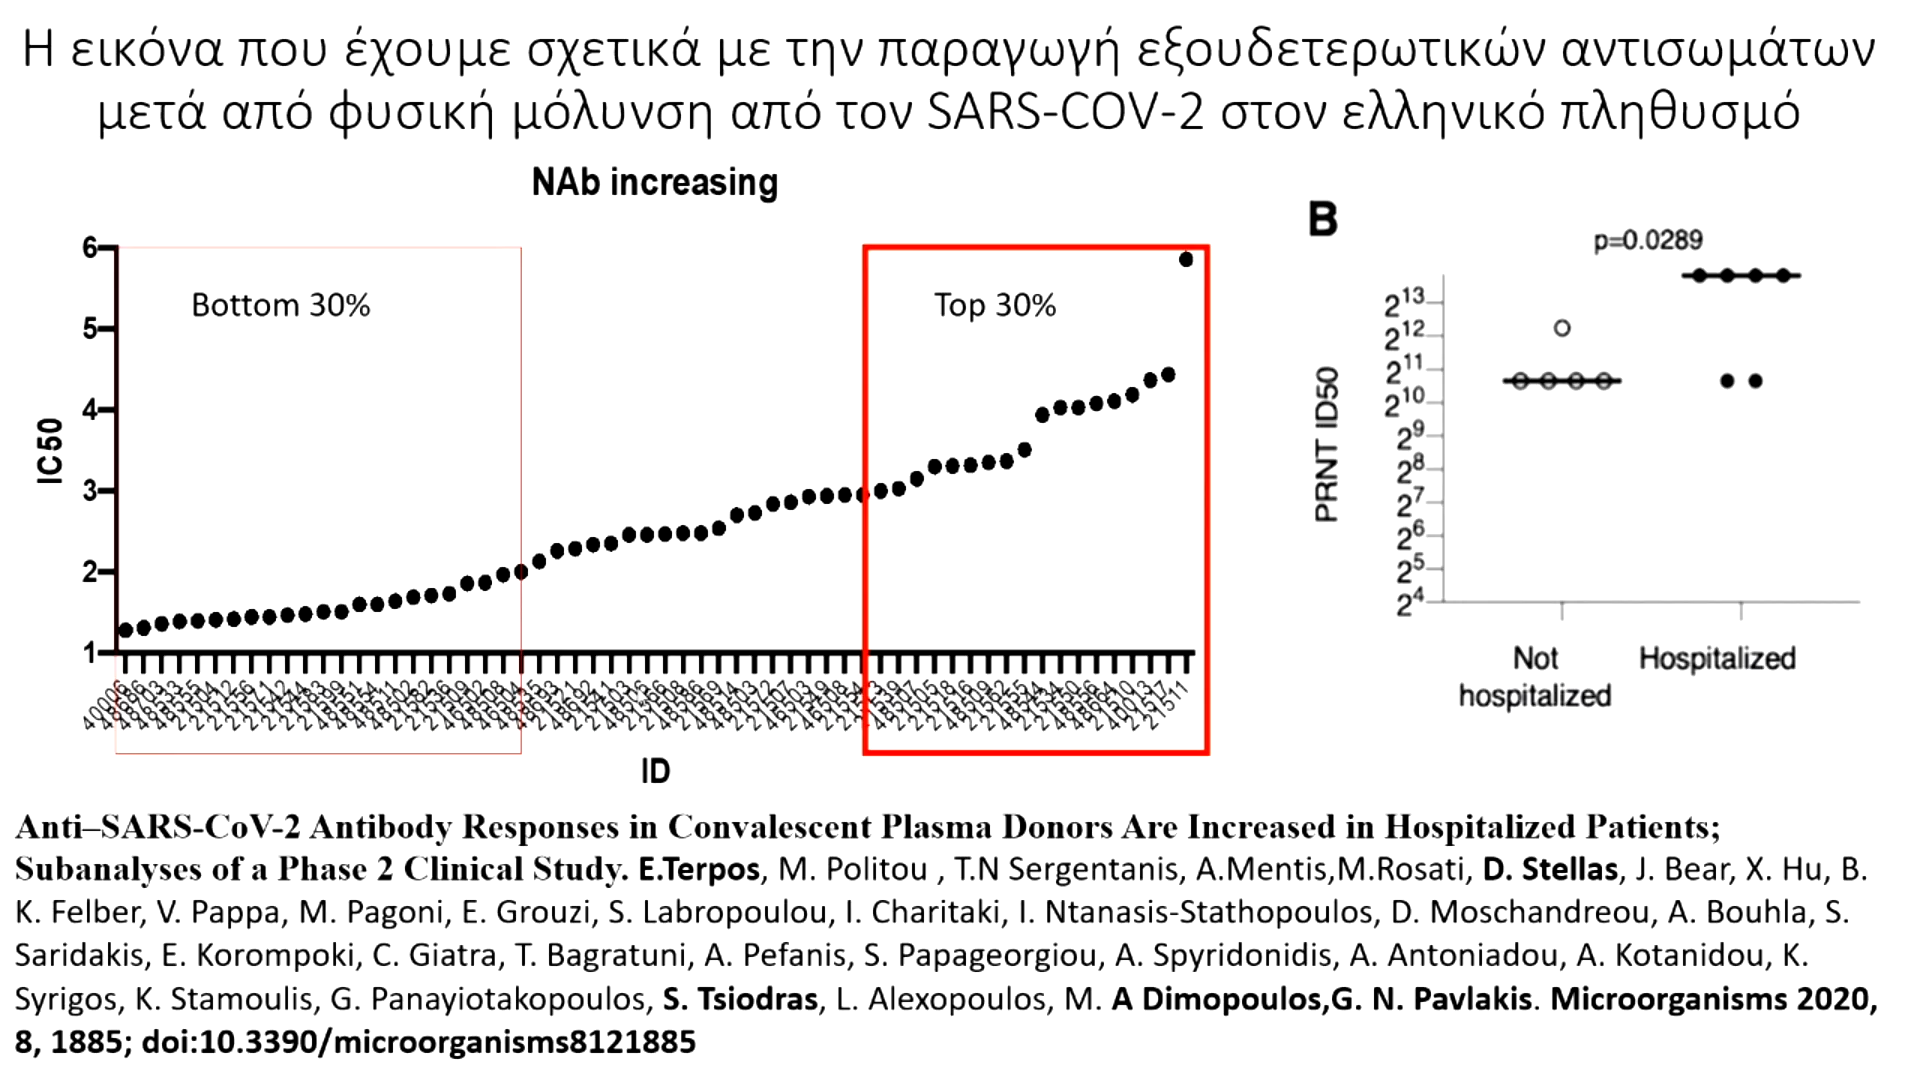 Η εικόνα που έχουμε σχετικά με την παραγωγή εξουδετερωτικών αντισωμάτων
μετά από φυσική μόλυνση από τον SARS-COV-2 στον ελληνικό πληθυσμό
NAb increasing
Bottom 30%
Top 30%
6
5
4
3
2
1
IC50
40006
21517
21511
ID
B
p=0.0289
2¹³
2¹²
2¹¹
2¹⁰
2⁹
2⁸
2⁷
2⁶
2⁵
2⁴
PRNT ID50
Not
hospitalized
Hospitalized
Anti–SARS-CoV-2 Antibody Responses in Convalescent Plasma Donors Are Increased in Hospitalized Patients;
Subanalyses of a Phase 2 Clinical Study. E.Terpos, M. Politou , T.N Sergentanis, A.Mentis,M.Rosati, D. Stellas, J. Bear, X. Hu, B.
K. Felber, V. Pappa, M. Pagoni, E. Grouzi, S. Labropoulou, I. Charitaki, I. Ntanasis-Stathopoulos, D. Moschandreou, A. Bouhla, S.
Saridakis, E. Korompoki, C. Giatra, T. Bagratuni, A. Pefanis, S. Papageorgiou, A. Spyridonidis, A. Antoniadou, A. Kotanidou, K.
Syrigos, K. Stamoulis, G. Panayiotakopoulos, S. Tsiodras, L. Alexopoulos, M. A Dimopoulos,G. N. Pavlakis. Microorganisms 2020,
8, 1885; doi:10.3390/microorganisms8121885